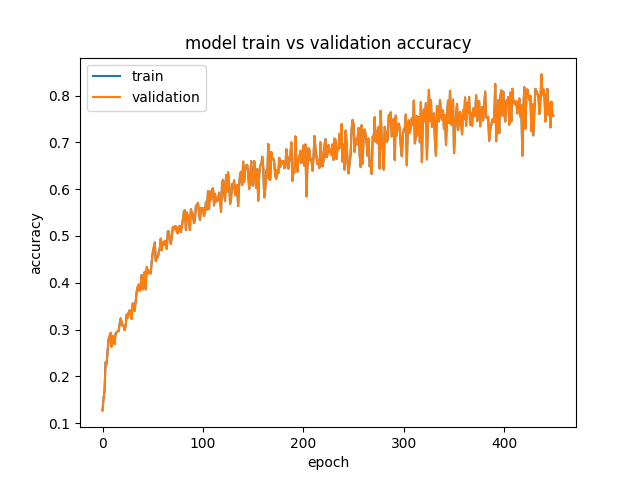 model train vs validation accuracy
train
validation
accuracy
0.8
0.7
0.6
0.5
0.4
0.3
0.2
0.1
0 100 200 300 400
epoch